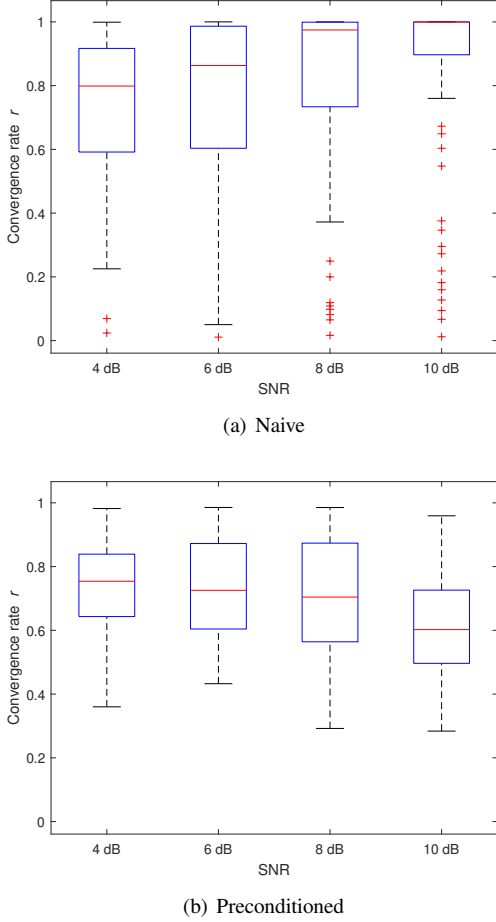 1
0.8
0.6
0.4
0.2
0
Convergence rate r
4 dB
6 dB
8 dB
10 dB
SNR
(a) Naive
1
0.8
0.6
0.4
0.2
0
Convergence rate r
4 dB
6 dB
8 dB
10 dB
SNR
(b) Preconditioned